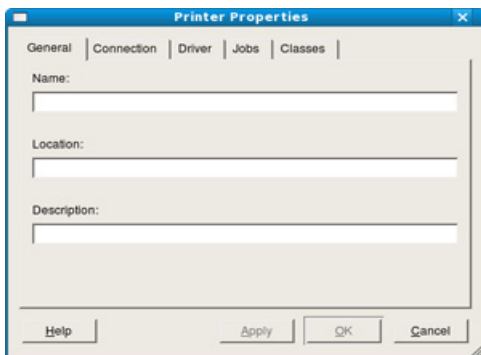 Printer Properties
General Connection Driver Jobs Classes
Name:
Location:
Description:
Help Apply OK Cancel